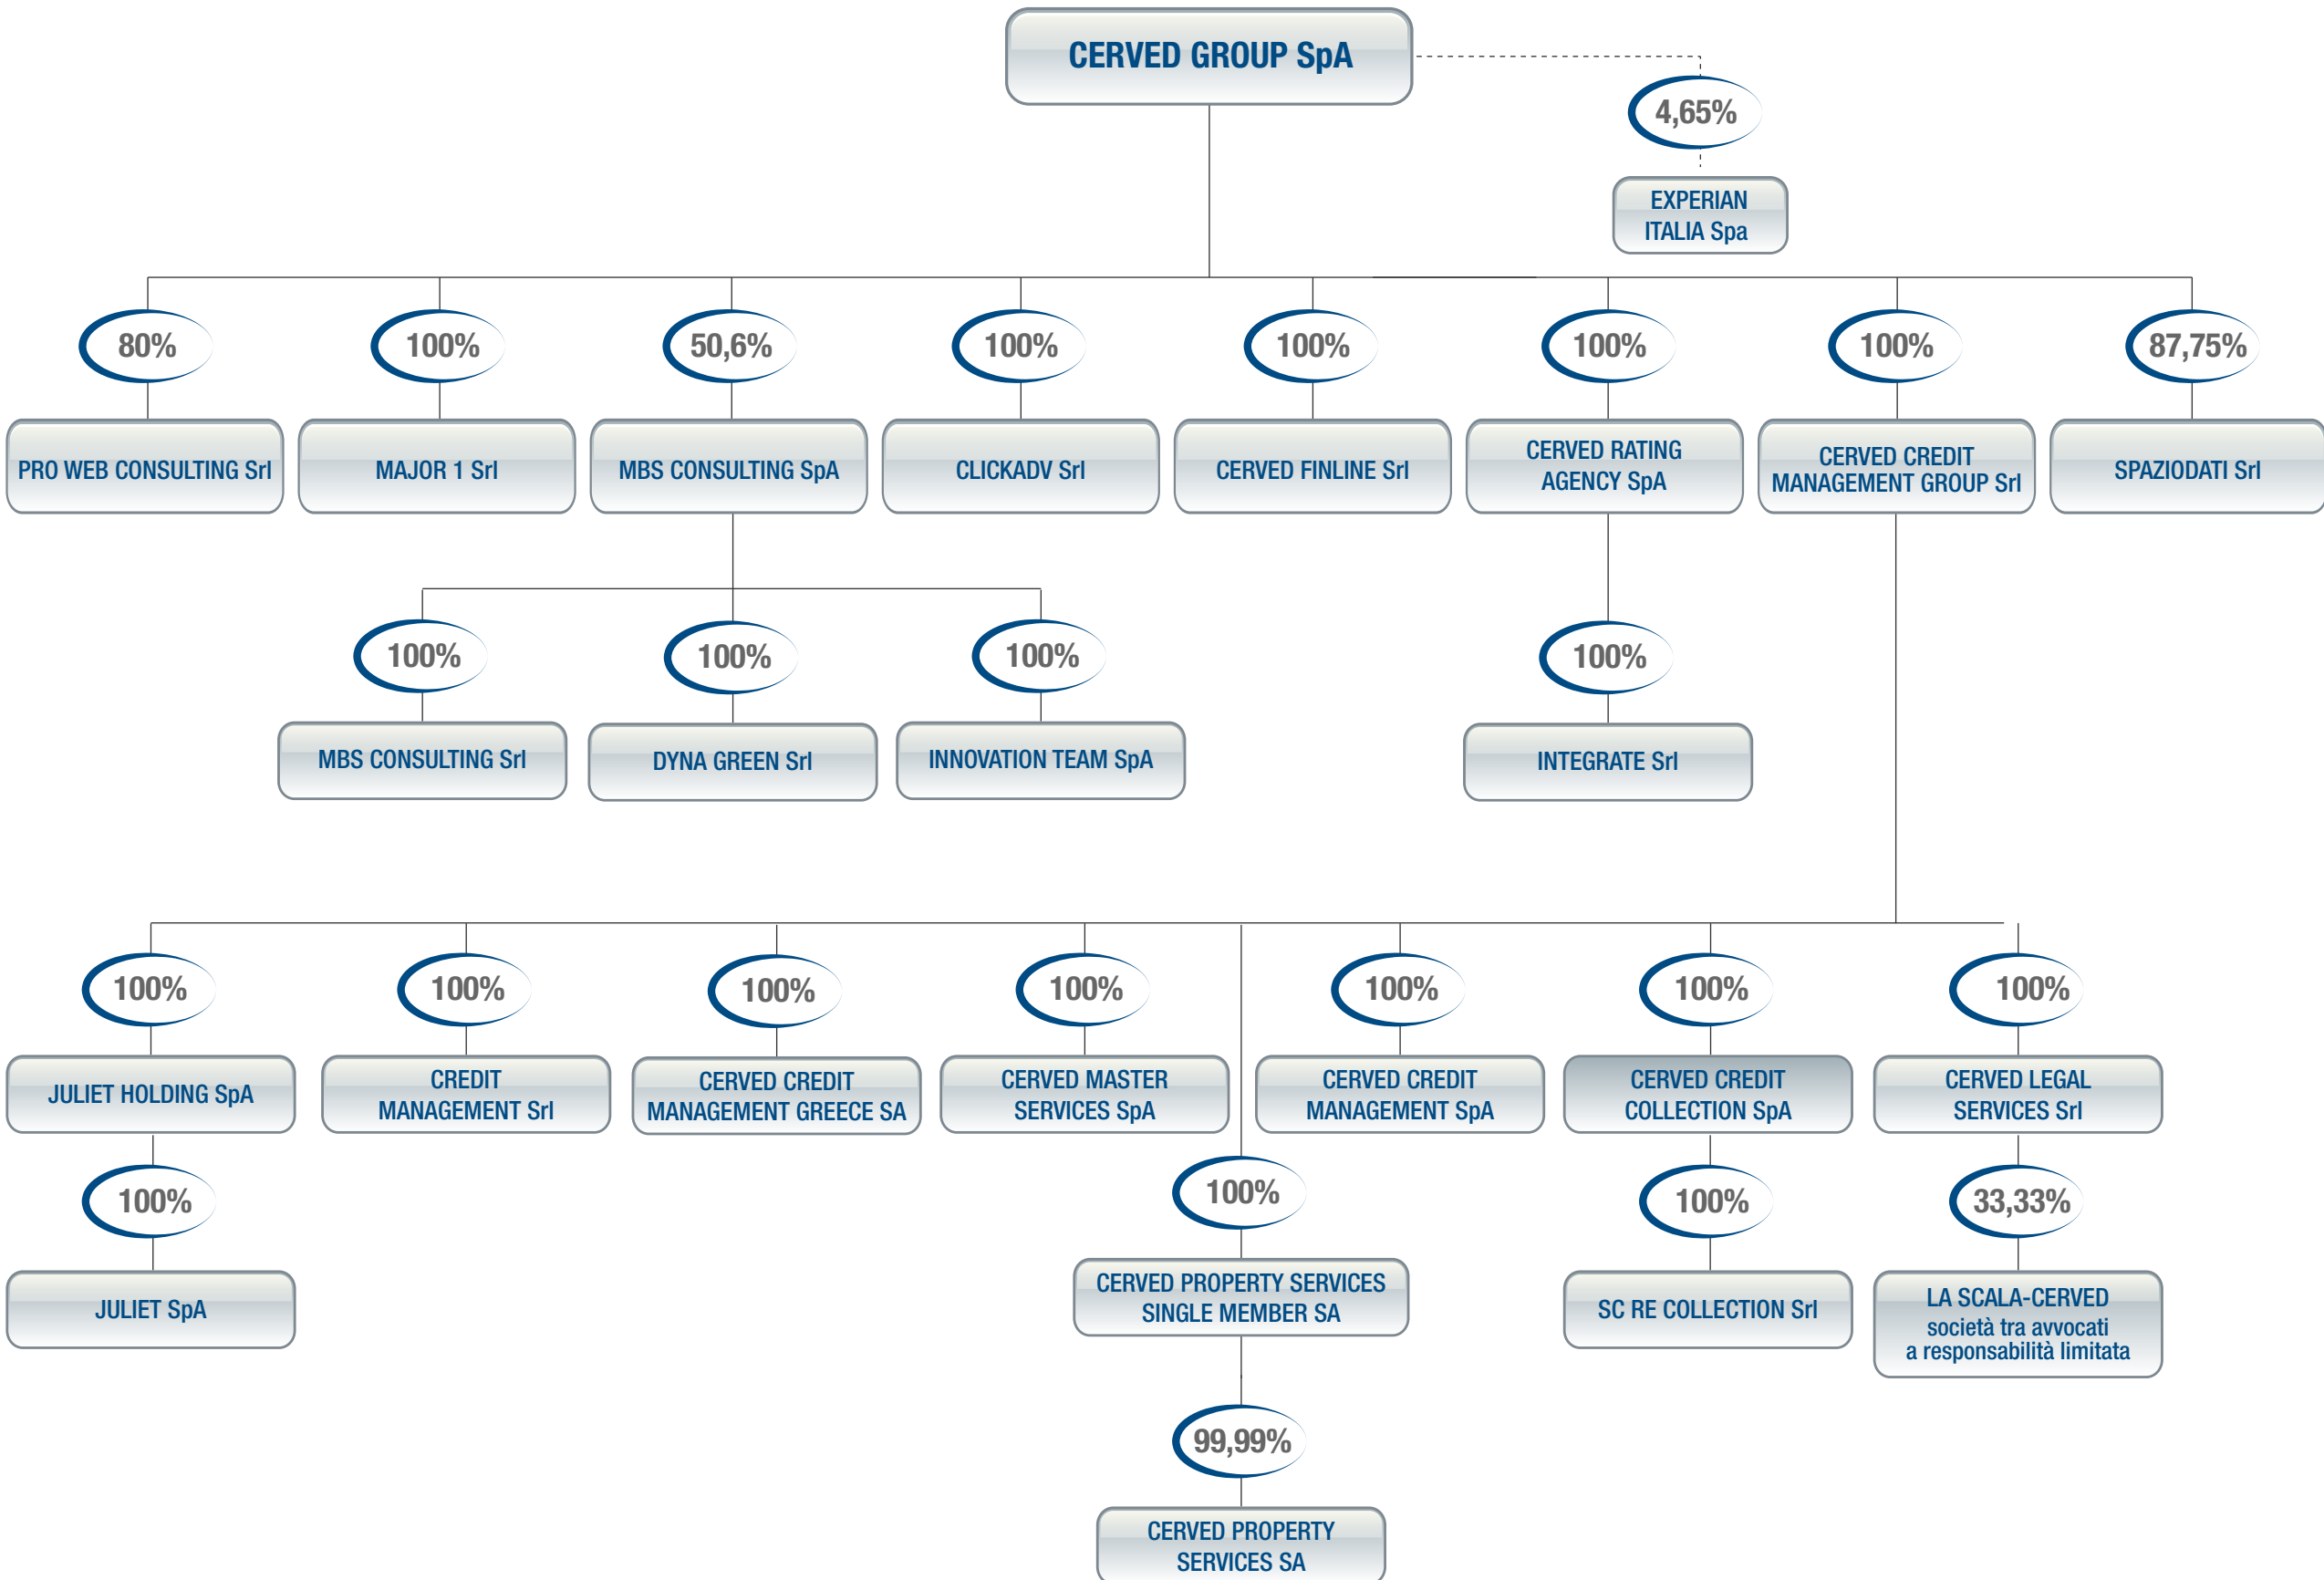 CERVED GROUP SpA
4,65%
EXPERIAN
ITALIA Spa
80%
100%
50,6%
100%
100%
100%
100%
87,75%
PRO WEB CONSULTING Srl
MAJOR 1 Srl
MBS CONSULTING SpA
CLICKADV Srl
CERVED FINLINE Srl
CERVED RATING
AGENCY SpA
CERVED CREDIT
MANAGEMENT GROUP Srl
SPAZIODATI Srl
100%
100%
100%
100%
MBS CONSULTING Srl
DYNA GREEN Srl
INNOVATION TEAM SpA
INTEGRATE Srl
100%
100%
100%
100%
100%
100%
100%
JULIET HOLDING SpA
CREDIT
MANAGEMENT Srl
CERVED CREDIT
MANAGEMENT GREECE SA
CERVED MASTER
SERVICES SpA
CERVED CREDIT
MANAGEMENT SpA
CERVED CREDIT
COLLECTION SpA
CERVED LEGAL
SERVICES Srl
100%
100%
100%
33,33%
JULIET SpA
CERVED PROPERTY SERVICES
SINGLE MEMBER SA
SC RE COLLECTION Srl
LA SCALA-CERVED
società tra avvocati
a responsabilità limitata
99,99%
CERVED PROPERTY
SERVICES SA